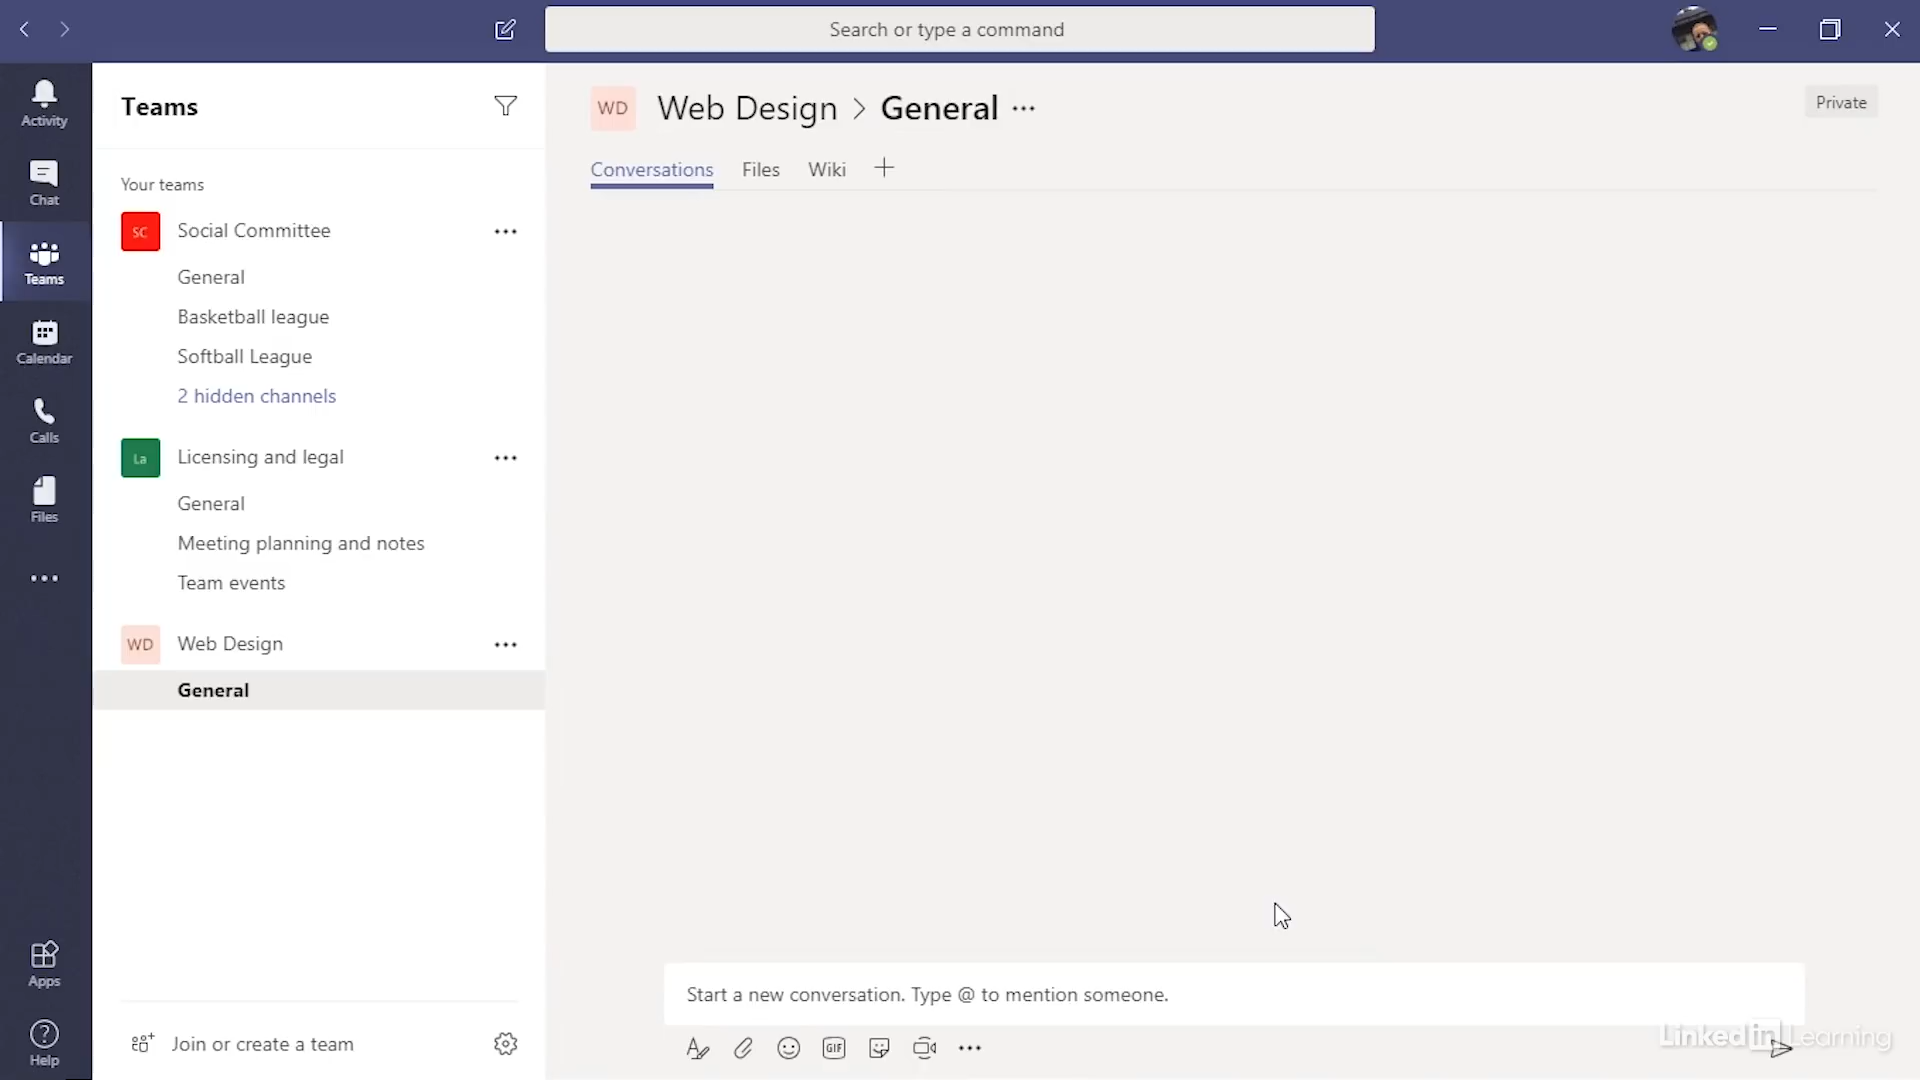 Search or type a command
Activity
Chat
Teams
Calendar
Calls
Files
Apps
Help
Teams
Your teams
SC Social Committee
General
Basketball league
Softball League
2 hidden channels
La Licensing and legal
General
Meeting planning and notes
Team events
WD Web Design
General
Join or create a team
WD Web Design > General
Private
Conversations Files Wiki
Start a new conversation. Type @ to mention someone.
GIF
LinkedIn Learning